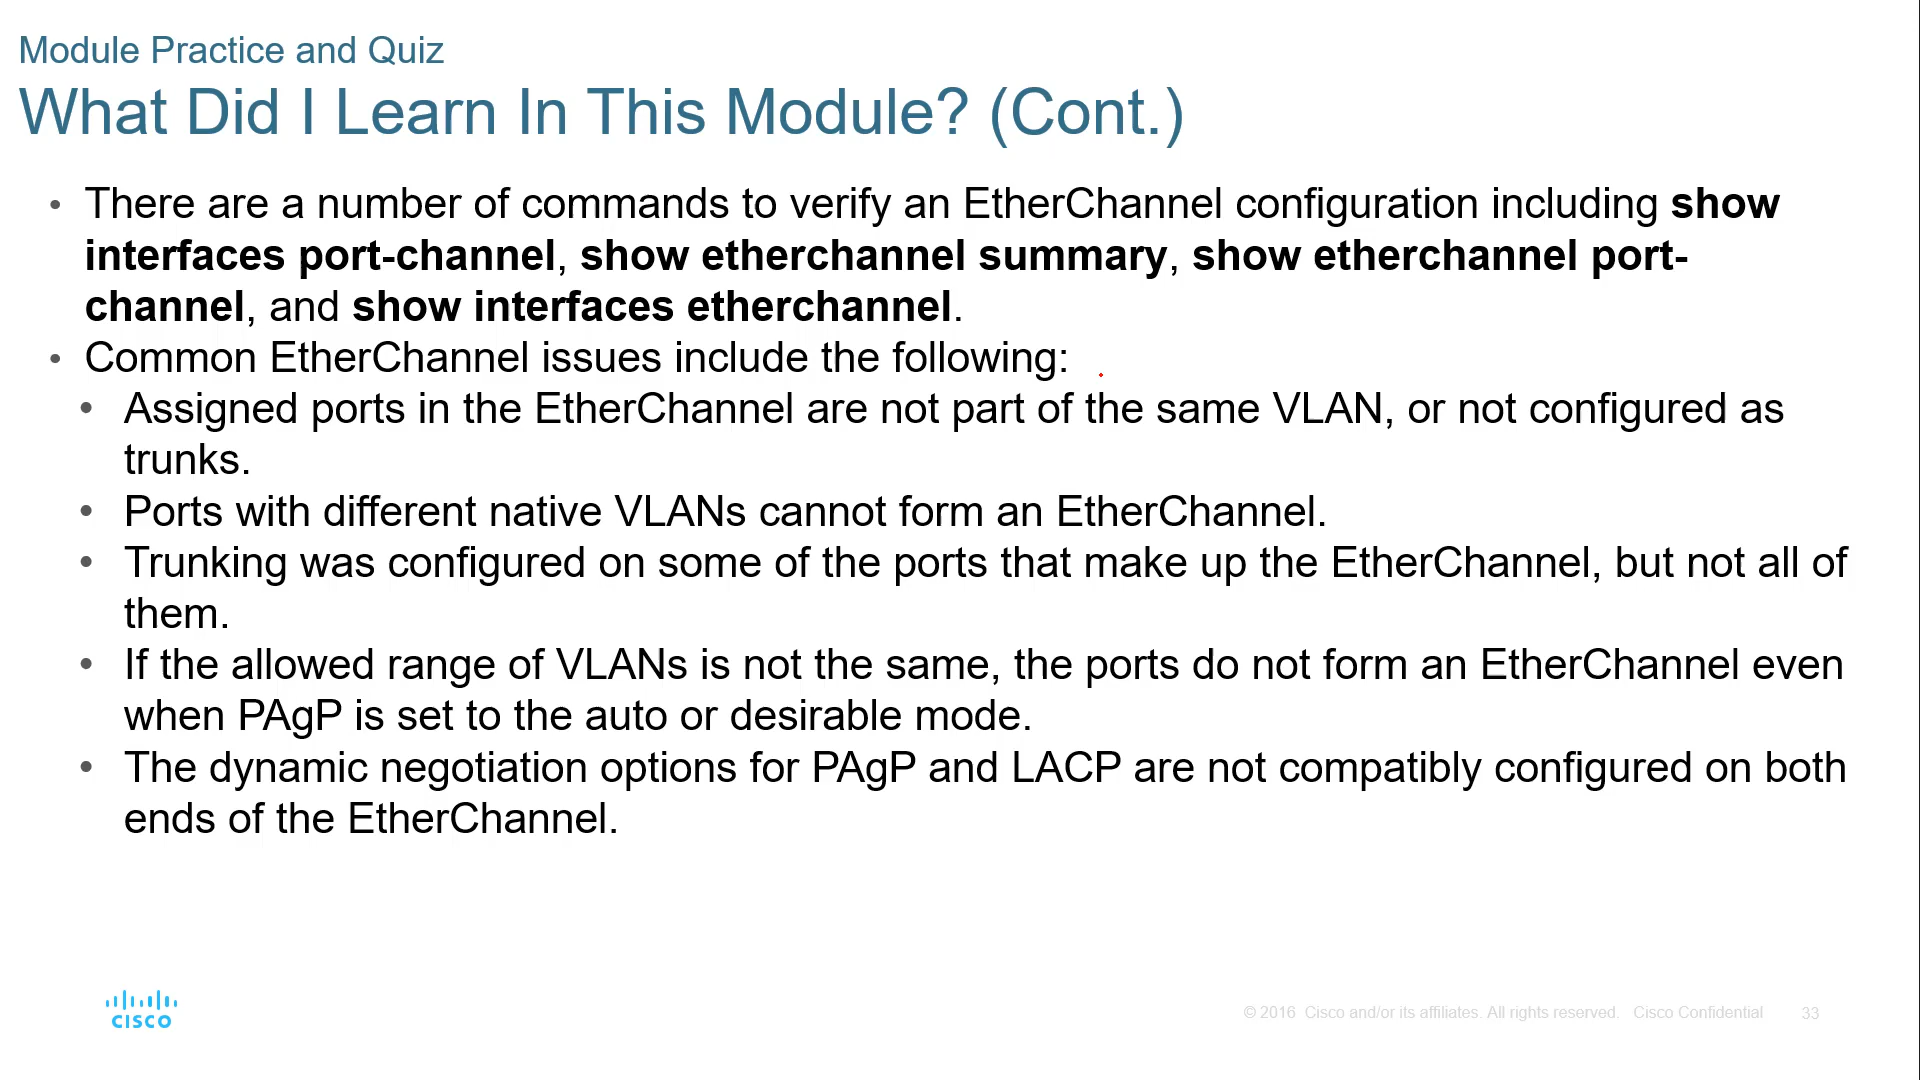 Module Practice and Quiz
What Did I Learn In This Module? (Cont.)
• There are a number of commands to verify an EtherChannel configuration including show
interfaces port-channel, show etherchannel summary, show etherchannel port-
channel, and show interfaces etherchannel.
• Common EtherChannel issues include the following:
• Assigned ports in the EtherChannel are not part of the same VLAN, or not configured as
trunks.
• Ports with different native VLANs cannot form an EtherChannel.
• Trunking was configured on some of the ports that make up the EtherChannel, but not all of
them.
• If the allowed range of VLANs is not the same, the ports do not form an EtherChannel even
when PAgP is set to the auto or desirable mode.
• The dynamic negotiation options for PAgP and LACP are not compatibly configured on both
ends of the EtherChannel.
CISCO
© 2016 Cisco and/or its affiliates. All rights reserved. Cisco Confidential 33